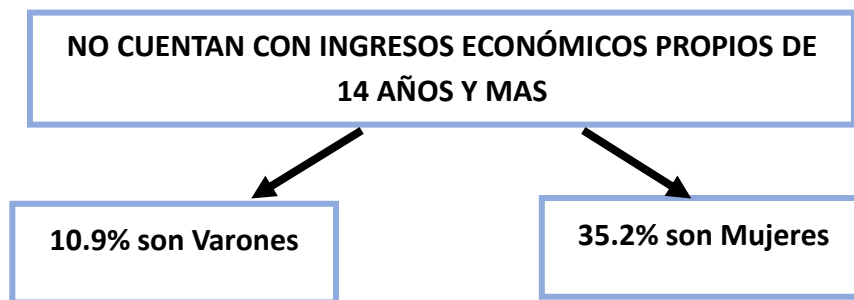 NO CUENTAN CON INGRESOS ECONÓMICOS PROPIOS DE
14 AÑOS Y MAS
10.9% son Varones
35.2% son Mujeres